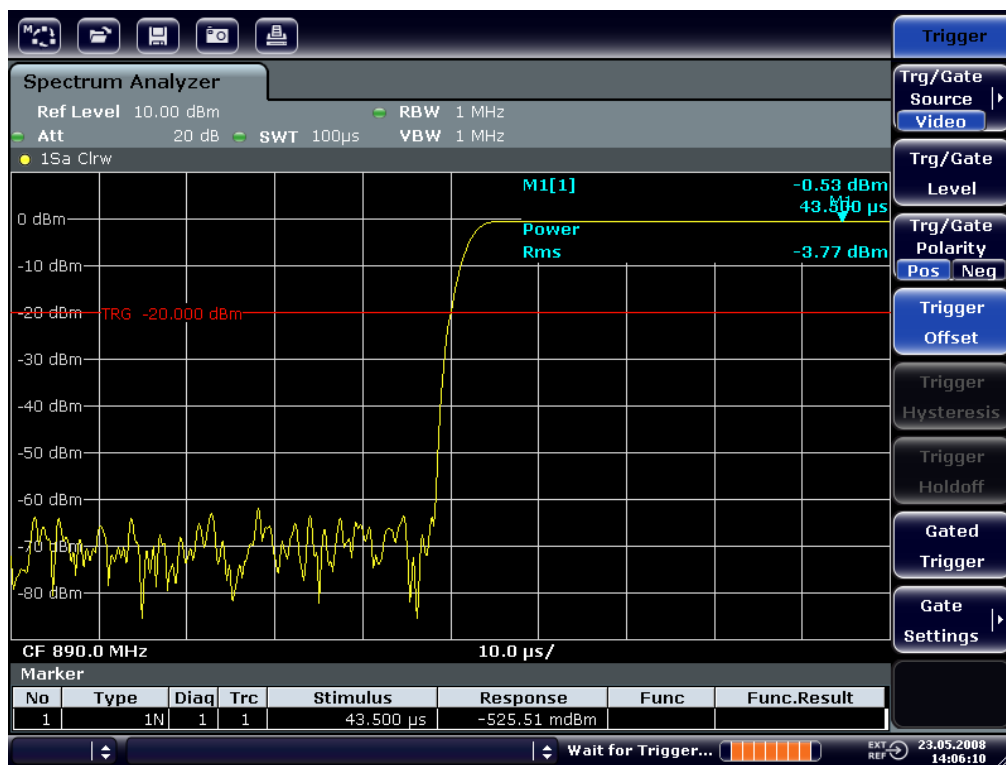 Trigger
Spectrum Analyzer
Ref Level 10.00 dBm RBW 1 MHz
Att 20 dB SWT 100µs VBW 1 MHz
1Sa Clrw
M1[1] -0.53 dBm
43.500 µs
M1
Power
Rms -3.77 dBm
0 dBm
-10 dBm
-20 dBm
TRG -20.000 dBm
-30 dBm
-40 dBm
-50 dBm
-60 dBm
-70 dBm
-80 dBm
CF 890.0 MHz 10.0 µs/
Marker
No Type Diag Trc Stimulus Response Func Func.Result
1 1N 1 1 43.500 µs -525.51 mdBm
Wait for Trigger...
EXT REF
23.05.2008
14:06:10
Trg/Gate
Source
Video
Trg/Gate
Level
Trg/Gate
Polarity
Pos Neg
Trigger
Offset
Trigger
Hysteresis
Trigger
Holdoff
Gated
Trigger
Gate
Settings